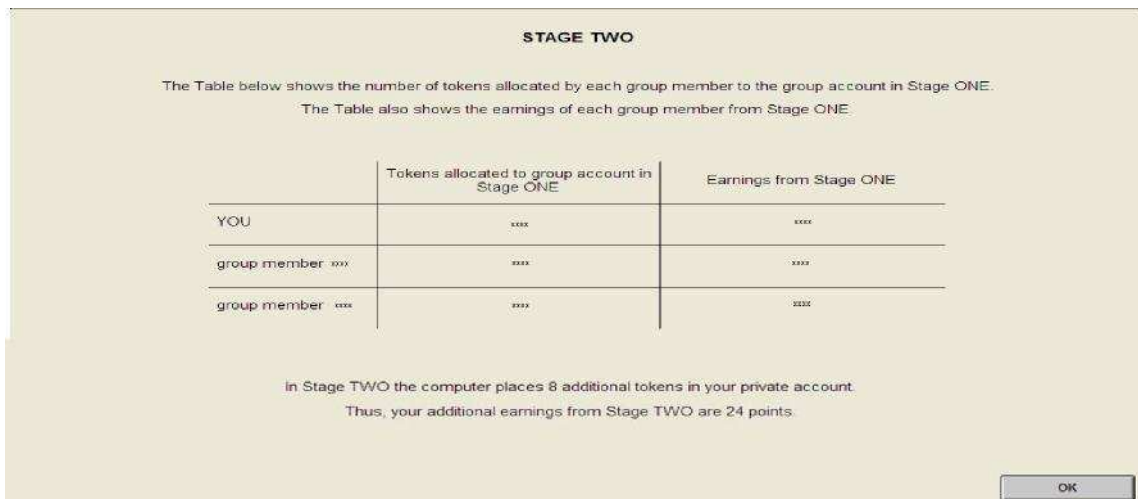 STAGE TWO
The Table below shows the number of tokens allocated by each group member to the group account in Stage ONE.
The Table also shows the earnings of each group member from Stage ONE
Tokens allocated to group account in
Stage ONE
Earnings from Stage ONE
YOU xxxx xxxx
group member xxxx xxxx xxxx
group member xxxx xxxx xxxx
In Stage TWO the computer places 8 additional tokens in your private account.
Thus, your additional earnings from Stage TWO are 24 points.
OK